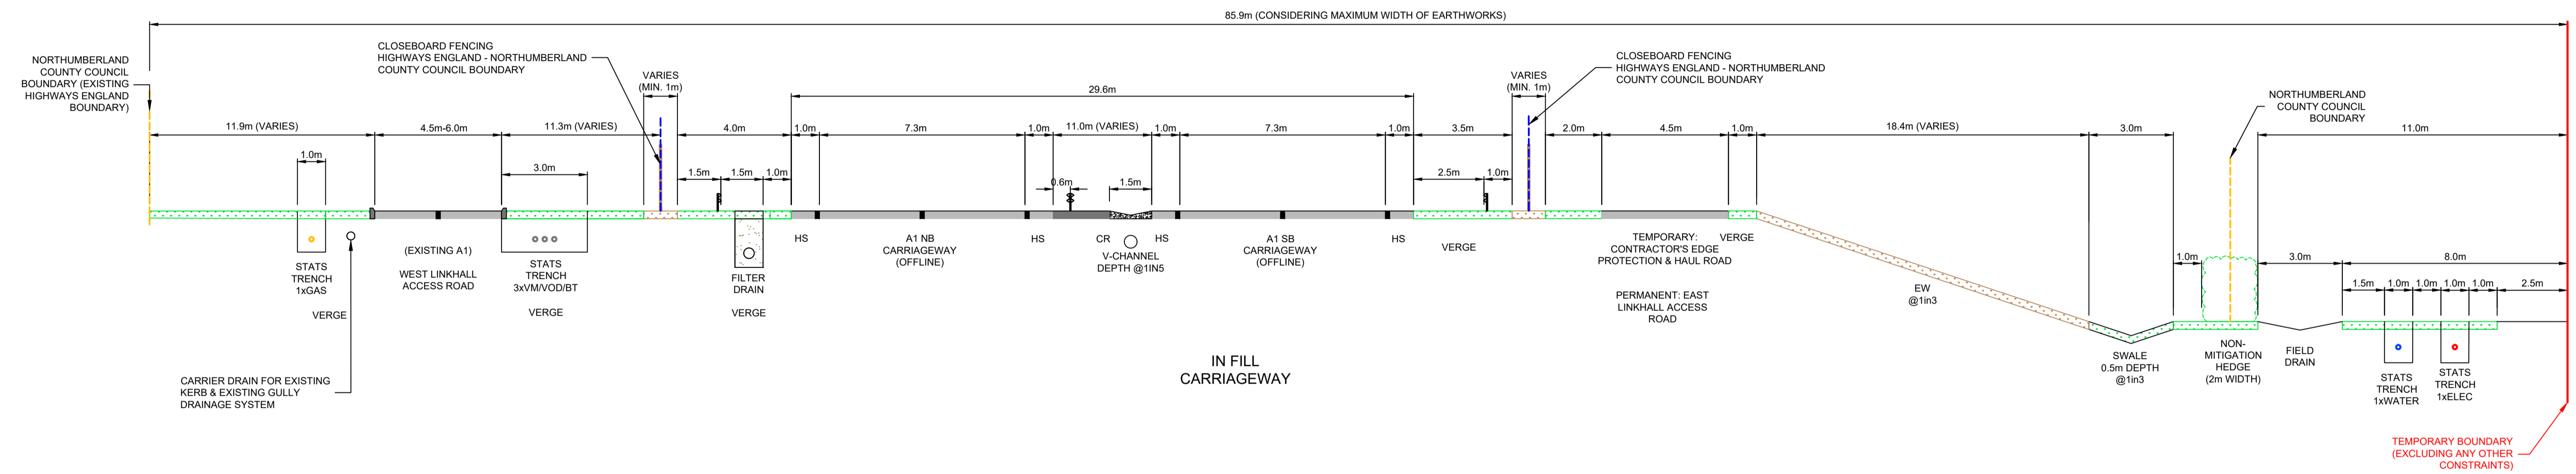 85.9m (CONSIDERING MAXIMUM WIDTH OF EARTHWORKS)
NORTHUMBERLAND
COUNTY COUNCIL
BOUNDARY (EXISTING
HIGHWAYS ENGLAND
BOUNDARY)
CLOSEBOARD FENCING
HIGHWAYS ENGLAND - NORTHUMBERLAND
COUNTY COUNCIL BOUNDARY
VARIES
(MIN. 1m)
29.6m
VARIES
(MIN. 1m)
CLOSEBOARD FENCING
HIGHWAYS ENGLAND - NORTHUMBERLAND
COUNTY COUNCIL BOUNDARY
NORTHUMBERLAND
COUNTY COUNCIL
BOUNDARY
11.9m (VARIES)
4.5m-6.0m
11.3m (VARIES)
4.0m
1.0m
7.3m
1.0m
11.0m (VARIES)
1.0m
7.3m
1.0m
3.5m
2.0m
4.5m
1.0m
18.4m (VARIES)
3.0m
11.0m
1.0m
3.0m
1.5m
1.5m
1.0m
0.6m
1.5m
2.5m
1.0m
1.0m
3.0m
8.0m
1.5m
1.0m
1.0m
1.0m
1.0m
2.5m
STATS
TRENCH
1xGAS
VERGE
(EXISTING A1)
WEST LINKHALL
ACCESS ROAD
STATS
TRENCH
3xVM/VOD/BT
VERGE
FILTER
DRAIN
VERGE
HS
A1 NB
CARRIAGEWAY
(OFFLINE)
HS
CR
V-CHANNEL
DEPTH @1IN5
HS
A1 SB
CARRIAGEWAY
(OFFLINE)
HS
VERGE
TEMPORARY:
CONTRACTOR'S EDGE
PROTECTION & HAUL ROAD
PERMANENT: EAST
LINKHALL ACCESS
ROAD
VERGE
EW
@1in3
SWALE
0.5m DEPTH
@1in3
NON-
MITIGATION
HEDGE
(2m WIDTH)
FIELD
DRAIN
STATS
TRENCH
1xWATER
STATS
TRENCH
1xELEC
CARRIER DRAIN FOR EXISTING
KERB & EXISTING GULLY
DRAINAGE SYSTEM
IN FILL
CARRIAGEWAY
TEMPORARY BOUNDARY
(EXCLUDING ANY OTHER
CONSTRAINTS)